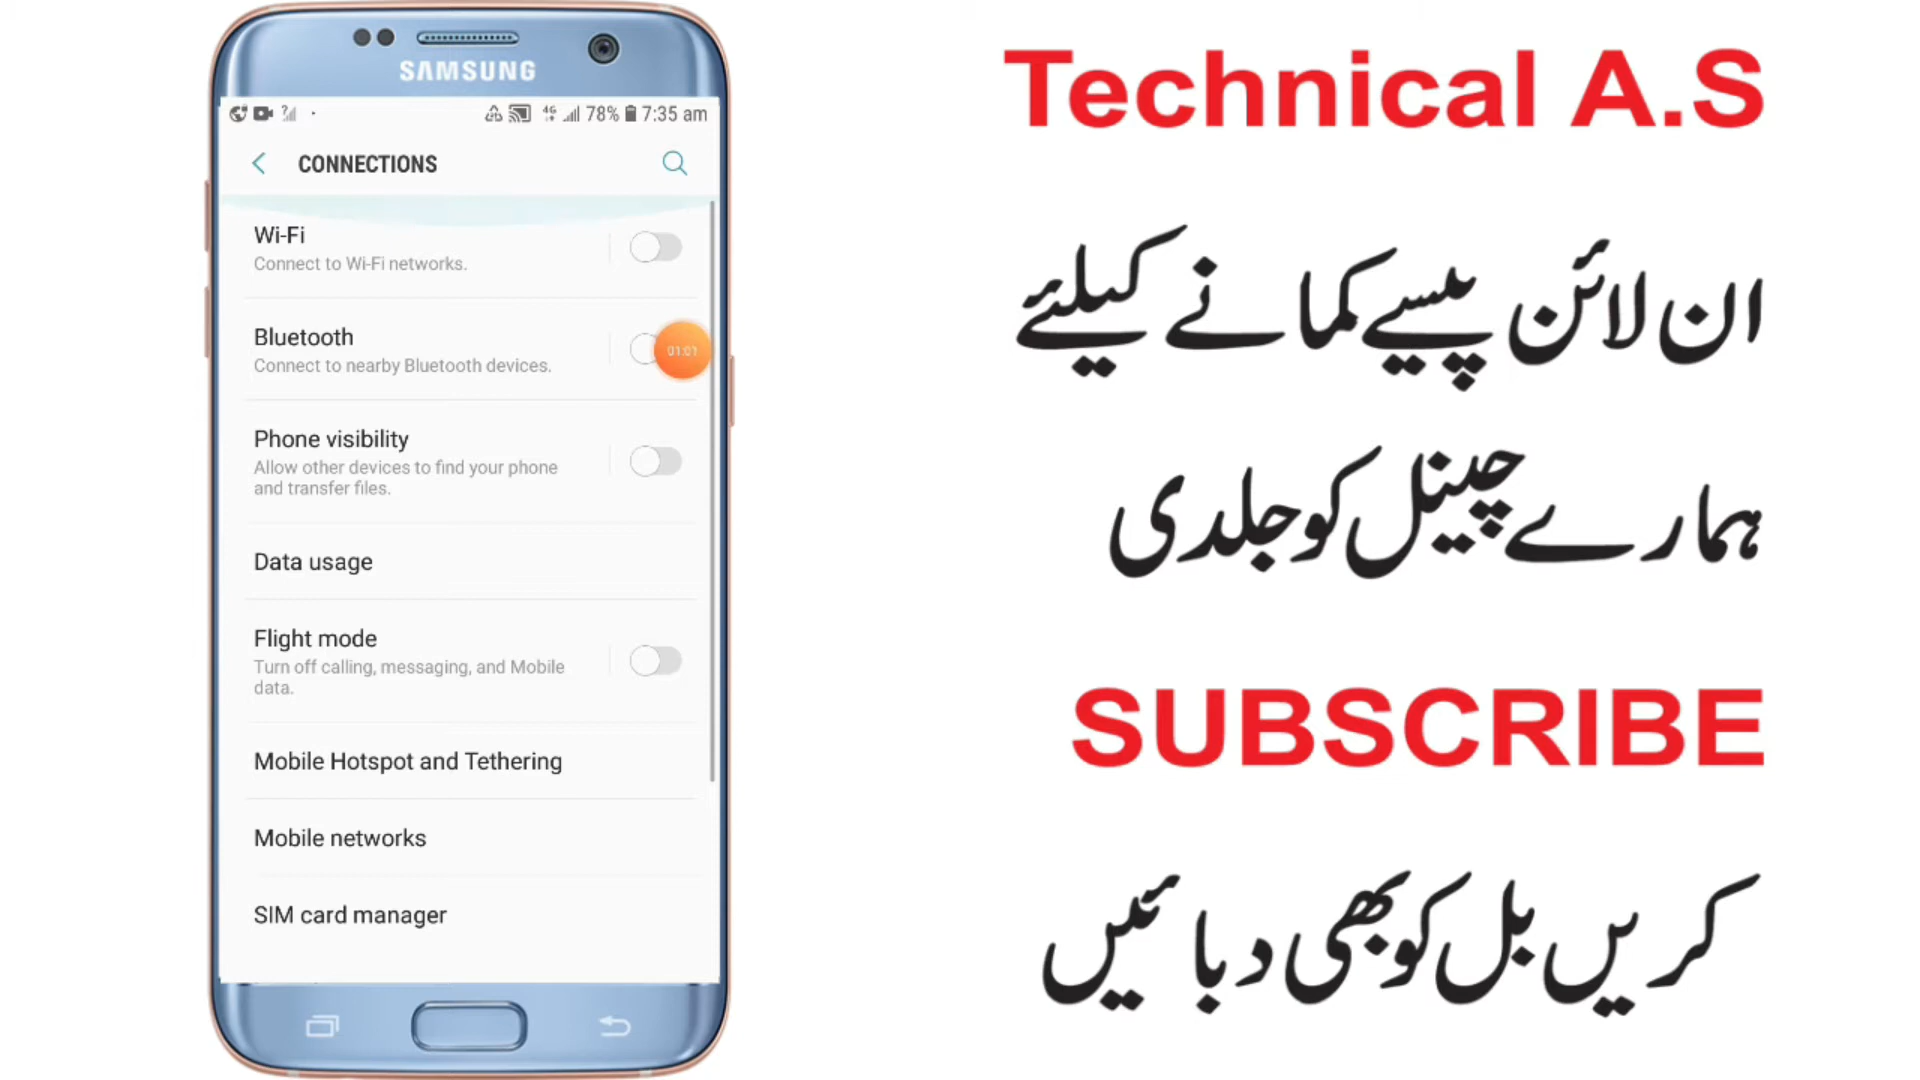 SAMSUNG
4G 78% 7:35 am
CONNECTIONS
Wi-Fi
Connect to Wi-Fi networks.
Bluetooth
01:01
Connect to nearby Bluetooth devices.
Phone visibility
Allow other devices to find your phone
and transfer files.
Data usage
Flight mode
Turn off calling, messaging, and Mobile
data.
Mobile Hotspot and Tethering
Mobile networks
SIM card manager
Technical A.S
ان لائن پیسے کمانے کیلئے
ہمارے چینل کو جلدی
SUBSCRIBE
کریں بل کو بھی دبائیں